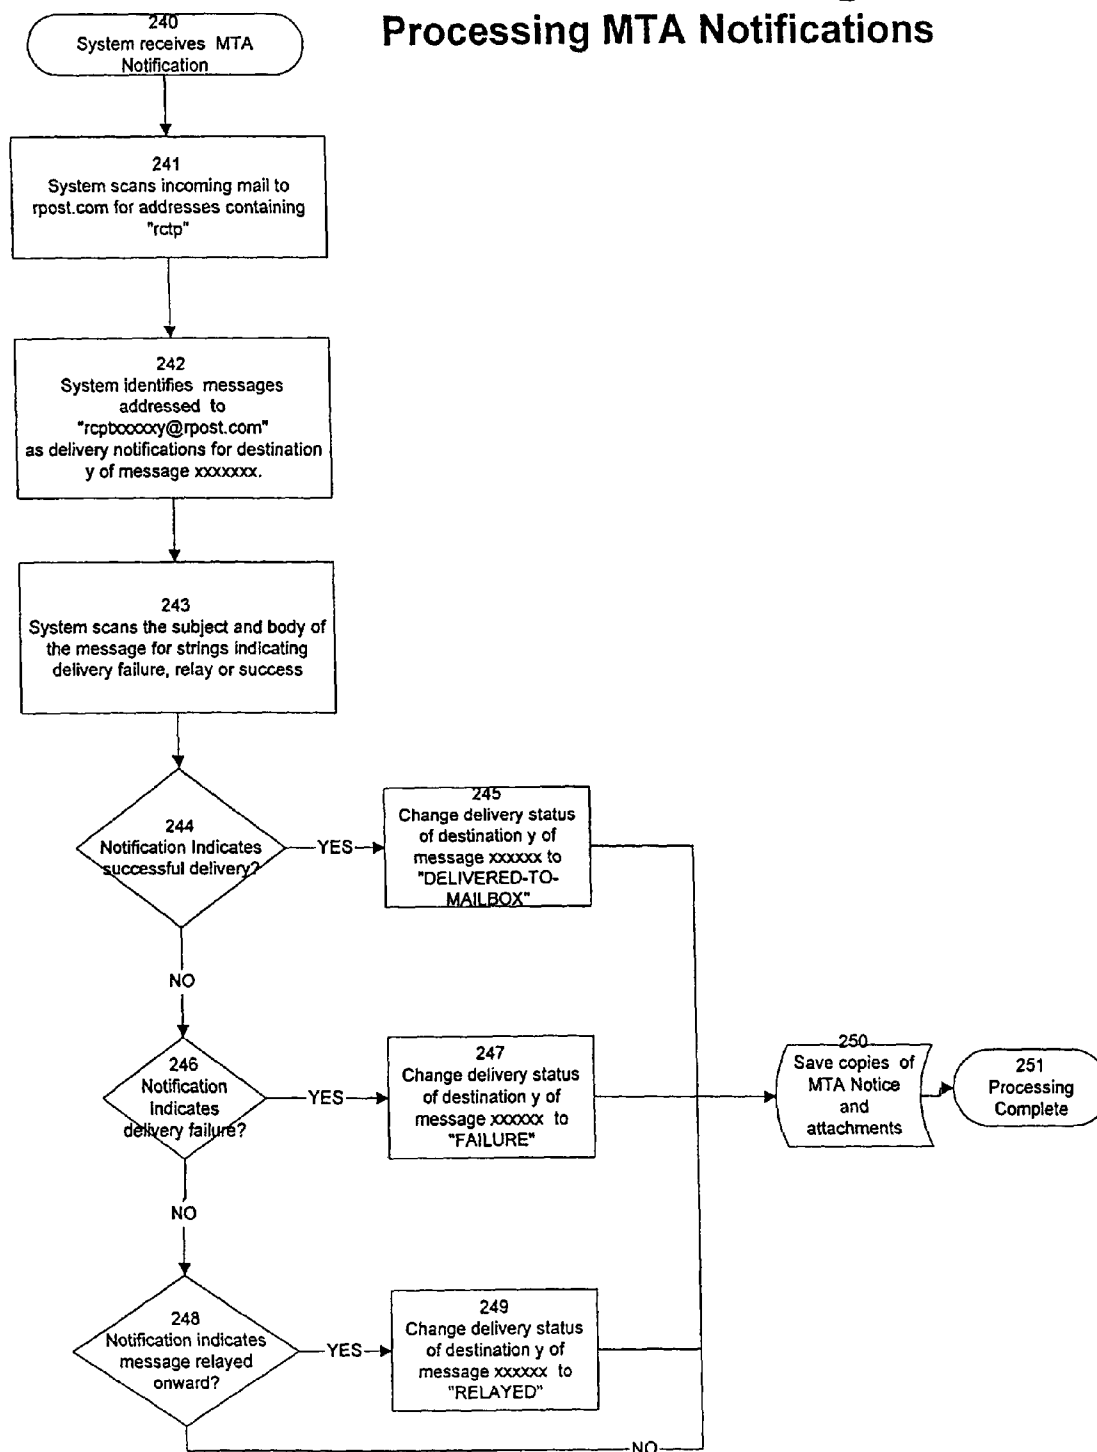 Processing MTA Notifications
240
System receives MTA
Notification
241
System scans incoming mail to
rpost.com for addresses containing
"rctp"
242
System identifies messages
addressed to
"rcptxxxxxy@rpost.com"
as delivery notifications for destination
y of message xxxxxxx.
243
System scans the subject and body of
the message for strings indicating
delivery failure, relay or success
244
Notification Indicates
successful delivery?
YES
245
Change delivery status
of destination y of
message xxxxxx to
"DELIVERED-TO-
MAILBOX"
NO
246
Notification
Indicates
delivery failure?
YES
247
Change delivery status
of destination y of
message xxxxxx to
"FAILURE"
250
Save copies of
MTA Notice
and
attachments
251
Processing
Complete
NO
248
Notification indicates
message relayed
onward?
YES
249
Change delivery status
of destination y of
message xxxxxx to
"RELAYED"
NO